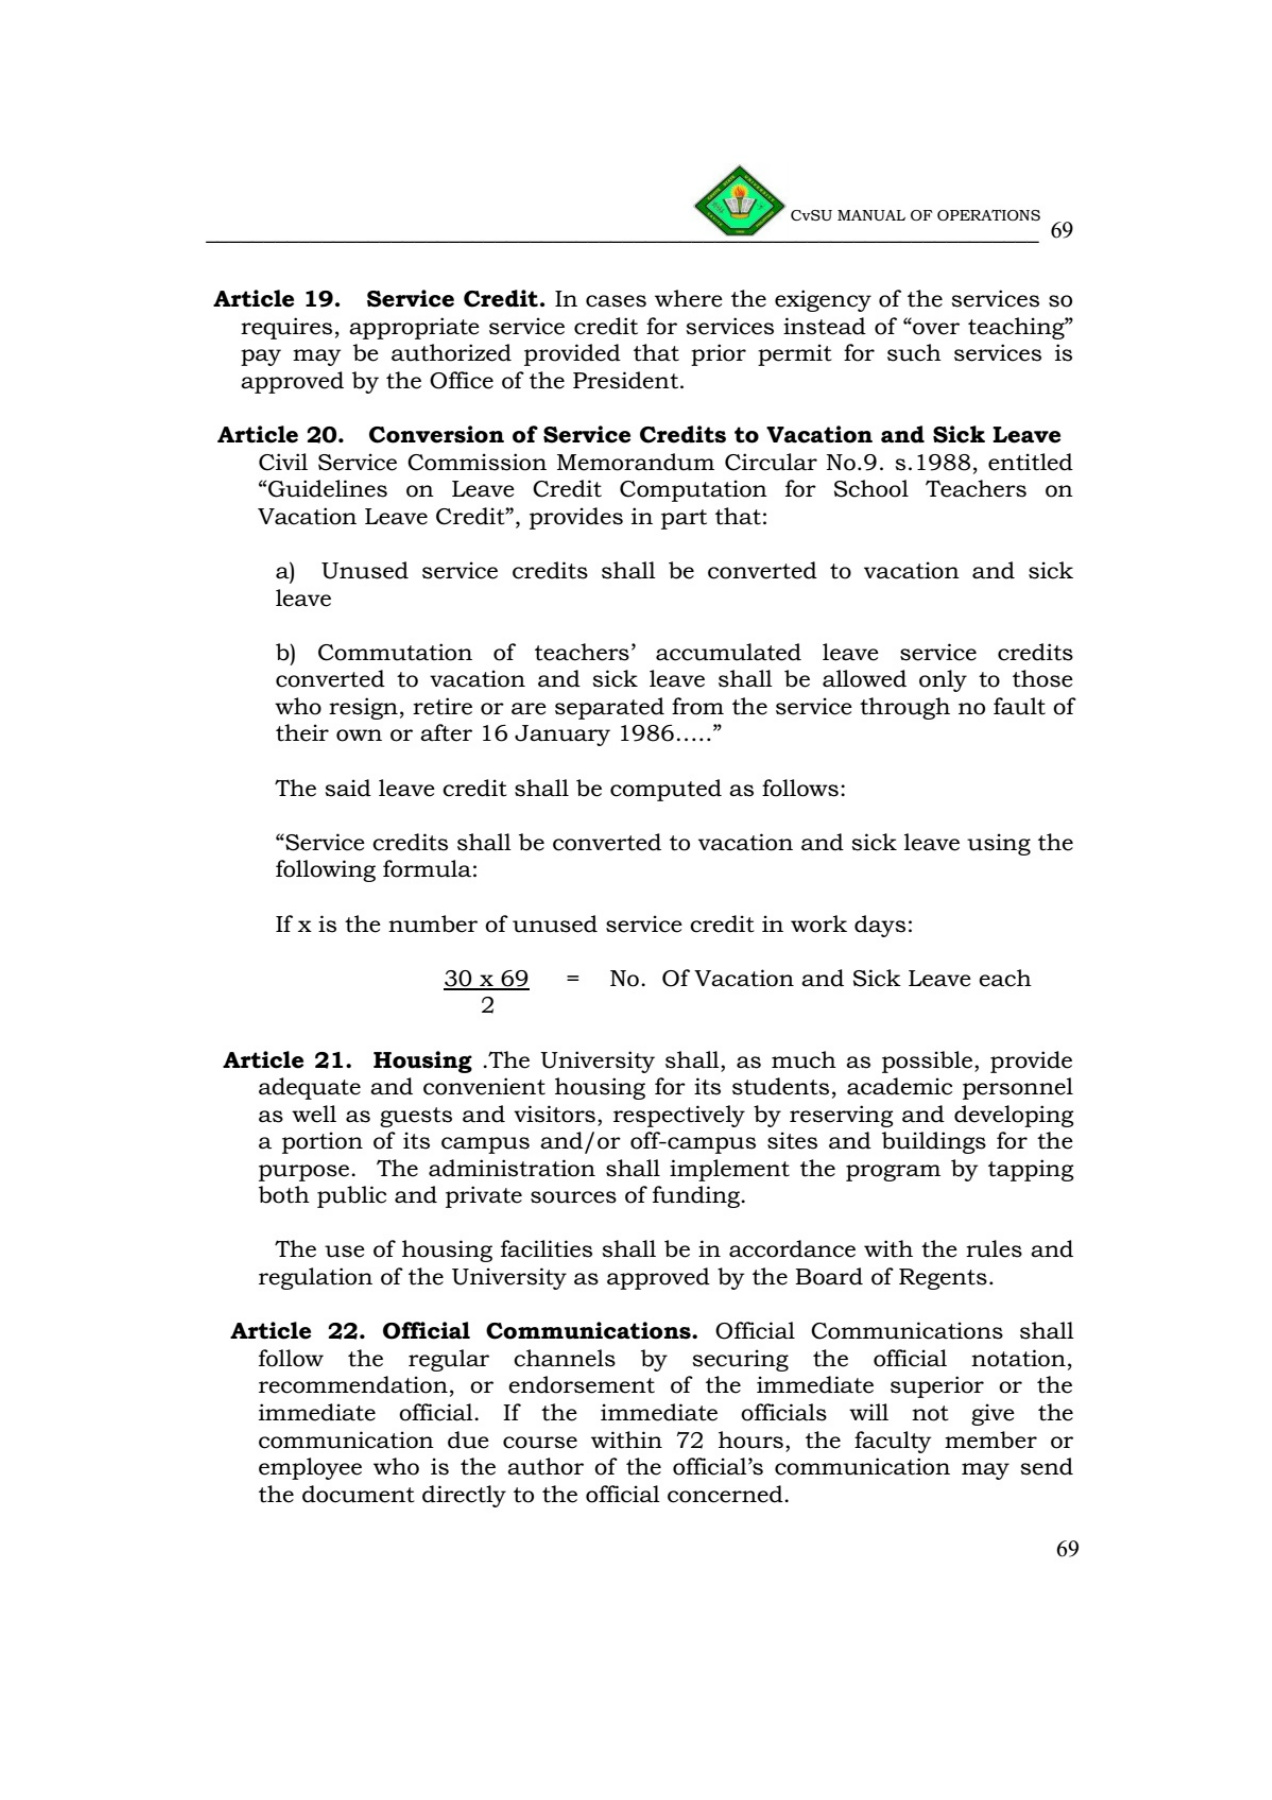 CvSU MANUAL OF OPERATIONS
69
Article 19. Service Credit. In cases where the exigency of the services so
requires, appropriate service credit for services instead of “over teaching”
pay may be authorized provided that prior permit for such services is
approved by the Office of the President.
Article 20. Conversion of Service Credits to Vacation and Sick Leave
Civil Service Commission Memorandum Circular No.9. s.1988, entitled
“Guidelines on Leave Credit Computation for School Teachers on
Vacation Leave Credit”, provides in part that:
a) Unused service credits shall be converted to vacation and sick
leave
b) Commutation of teachers’ accumulated leave service credits
converted to vacation and sick leave shall be allowed only to those
who resign, retire or are separated from the service through no fault of
their own or after 16 January 1986…..”
The said leave credit shall be computed as follows:
“Service credits shall be converted to vacation and sick leave using the
following formula:
If x is the number of unused service credit in work days:
30 x 69 = No. Of Vacation and Sick Leave each
2
Article 21. Housing .The University shall, as much as possible, provide
adequate and convenient housing for its students, academic personnel
as well as guests and visitors, respectively by reserving and developing
a portion of its campus and/or off-campus sites and buildings for the
purpose. The administration shall implement the program by tapping
both public and private sources of funding.
The use of housing facilities shall be in accordance with the rules and
regulation of the University as approved by the Board of Regents.
Article 22. Official Communications. Official Communications shall
follow the regular channels by securing the official notation,
recommendation, or endorsement of the immediate superior or the
immediate official. If the immediate officials will not give the
communication due course within 72 hours, the faculty member or
employee who is the author of the official’s communication may send
the document directly to the official concerned.
69